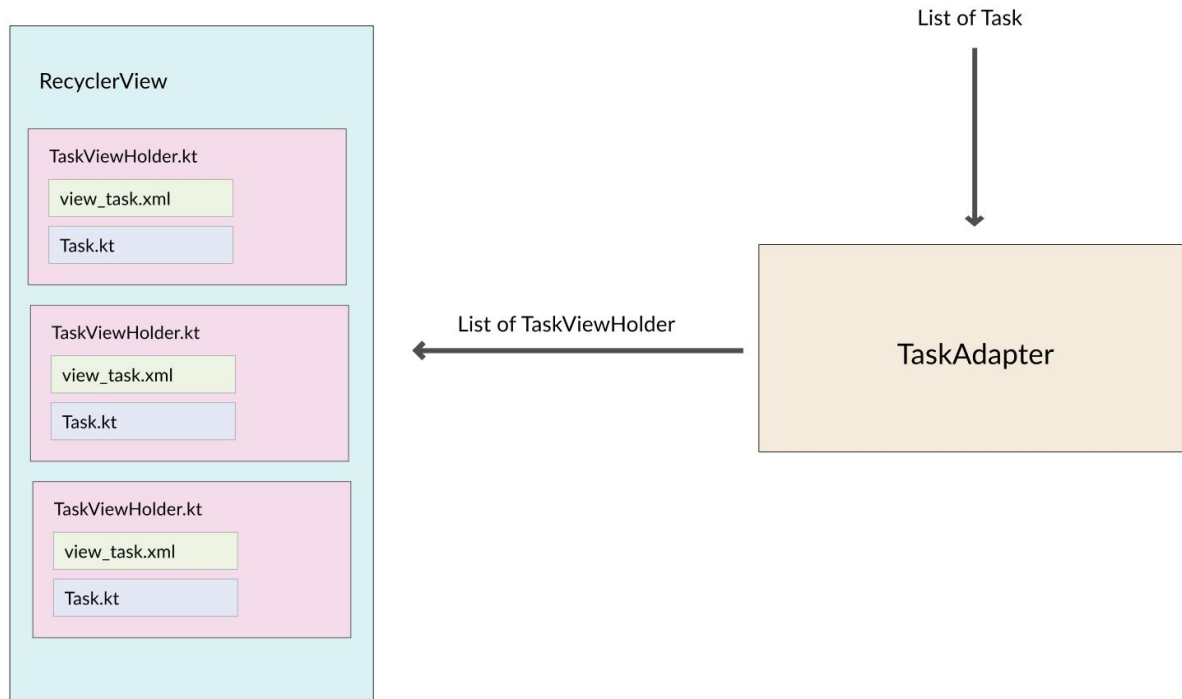 List of Task
RecyclerView
TaskViewHolder.kt
view_task.xml
Task.kt
TaskViewHolder.kt
view_task.xml
Task.kt
TaskViewHolder.kt
view_task.xml
Task.kt
List of TaskViewHolder
TaskAdapter